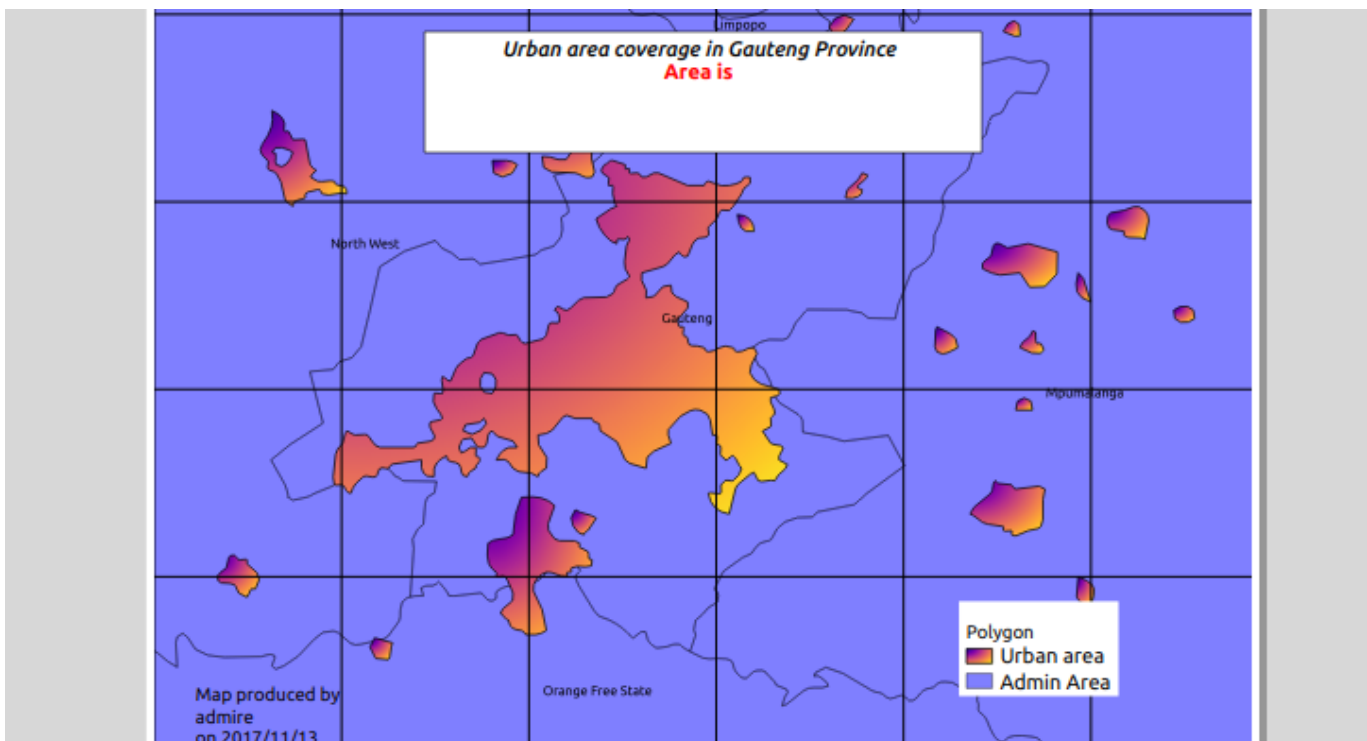 Limpopo
Urban area coverage in Gauteng Province
Area is
North West
Gauteng
Mpumalanga
Polygon
Urban area
Admin Area
Orange Free State
Map produced by
admire
on 2017/11/13